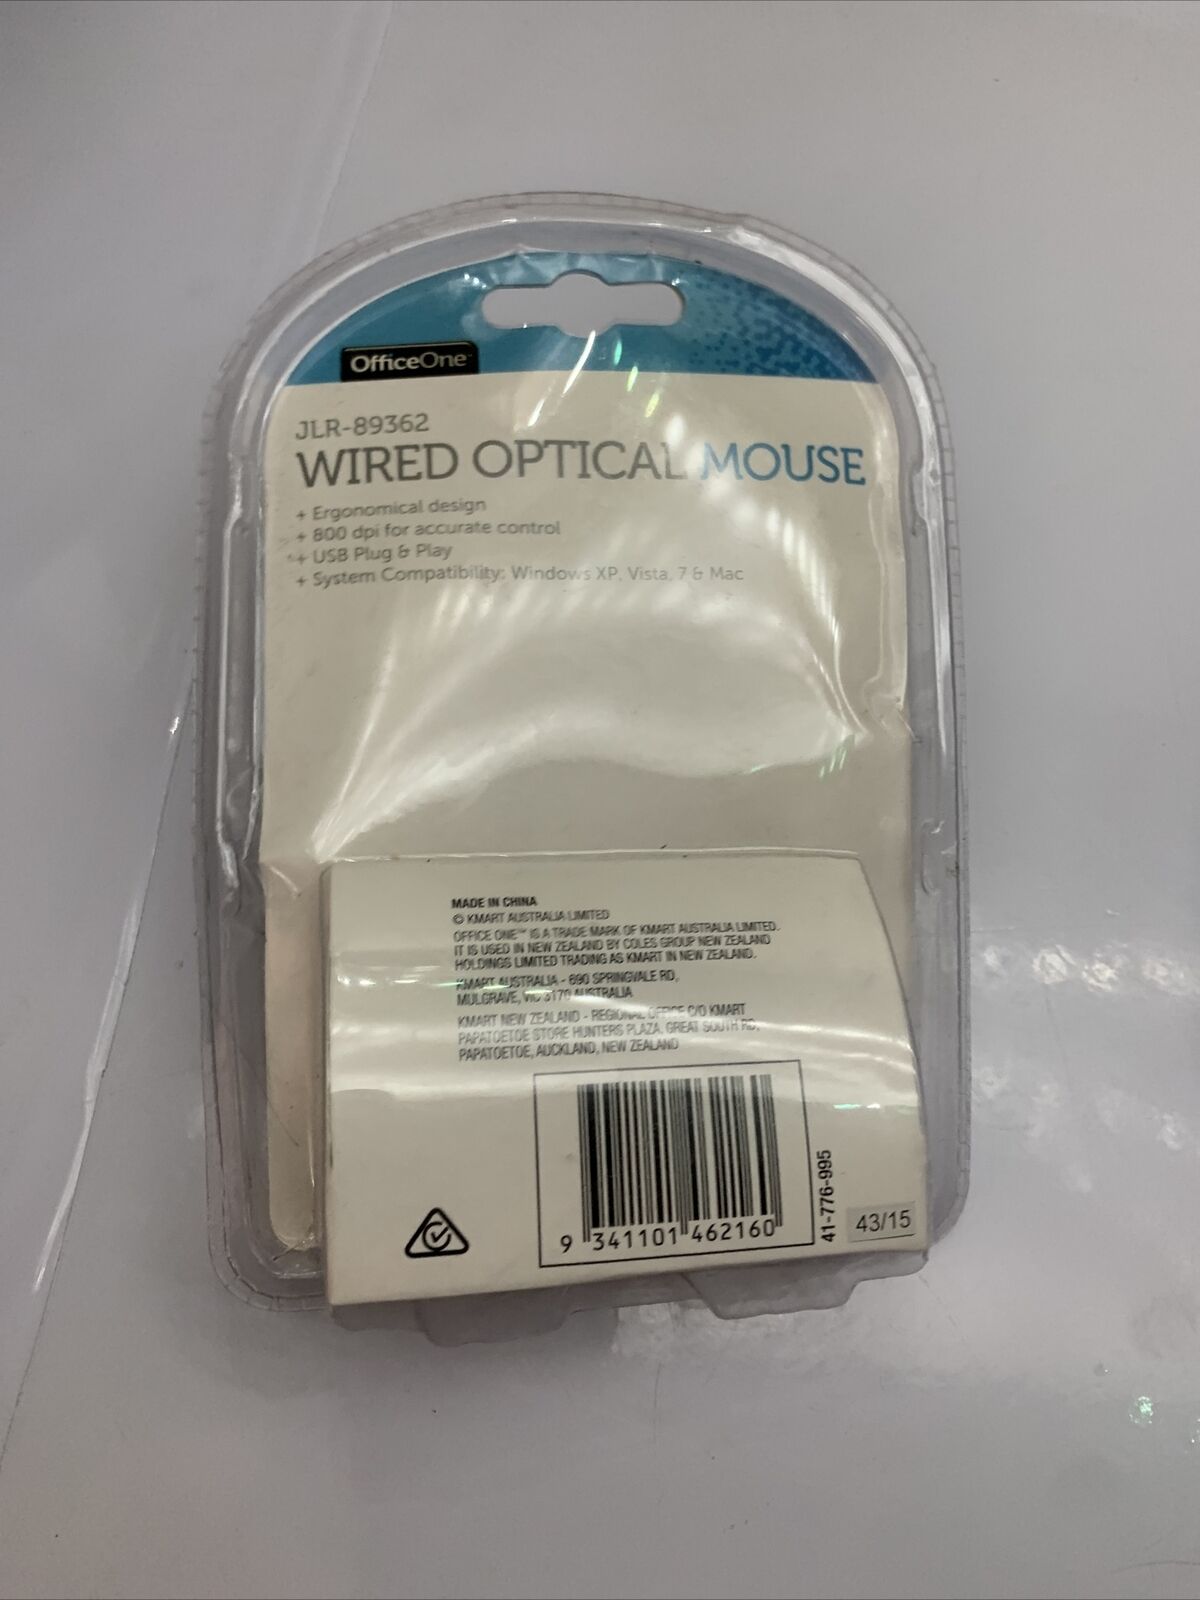 OfficeOne™
JLR-89362
WIRED OPTICAL MOUSE
+ Ergonomical design
+ 800 dpi for accurate control
+ USB Plug & Play
+ System Compatibility: Windows XP, Vista, 7 & Mac
MADE IN CHINA
© KMART AUSTRALIA LIMITED
OFFICE ONE™ IS A TRADE MARK OF KMART AUSTRALIA LIMITED.
IT IS USED IN NEW ZEALAND BY COLES GROUP NEW ZEALAND
HOLDINGS LIMITED TRADING AS KMART IN NEW ZEALAND.
KMART AUSTRALIA - 690 SPRINGVALE RD,
MULGRAVE, VIC 3170 AUSTRALIA
KMART NEW ZEALAND - REGIONAL OFFICE C/O KMART
PAPATOETOE STORE HUNTERS PLAZA, GREAT SOUTH RD,
PAPATOETOE, AUCKLAND, NEW ZEALAND
9 341101 462160
41-776-995
43/15